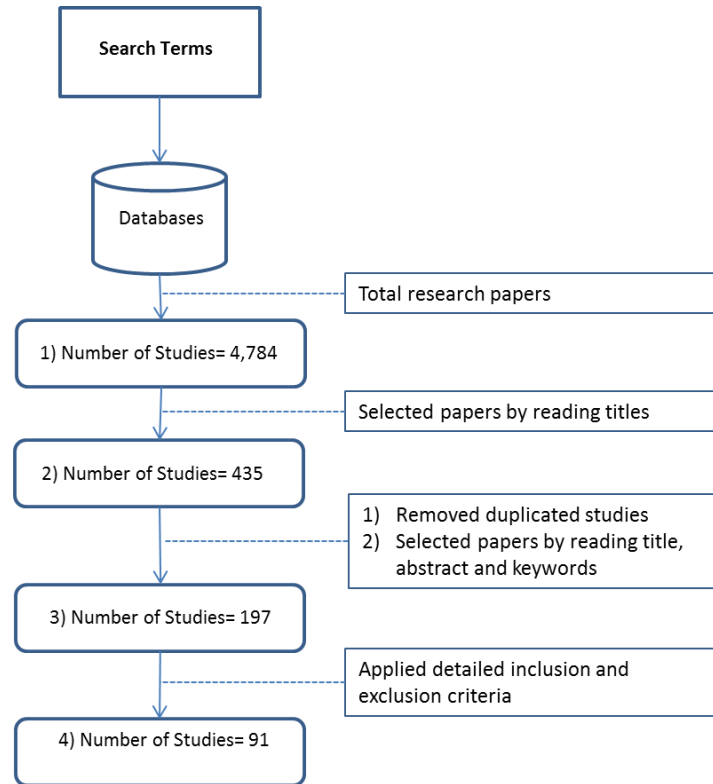 Search Terms
Databases
Total research papers
1) Number of Studies= 4,784
Selected papers by reading titles
2) Number of Studies= 435
1) Removed duplicated studies
2) Selected papers by reading title,
abstract and keywords
3) Number of Studies= 197
Applied detailed inclusion and
exclusion criteria
4) Number of Studies= 91